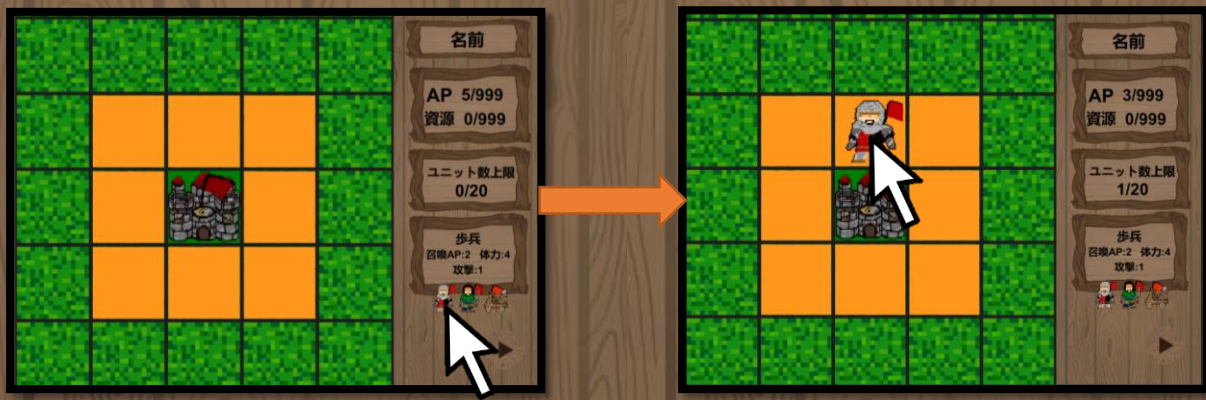 名前
AP 5/999
資源 0/999
ユニット数上限
0/20
歩兵
召喚AP:2 体力:4
攻撃:1
名前
AP 3/999
資源 0/999
ユニット数上限
1/20
歩兵
召喚AP:2 体力:4
攻撃:1